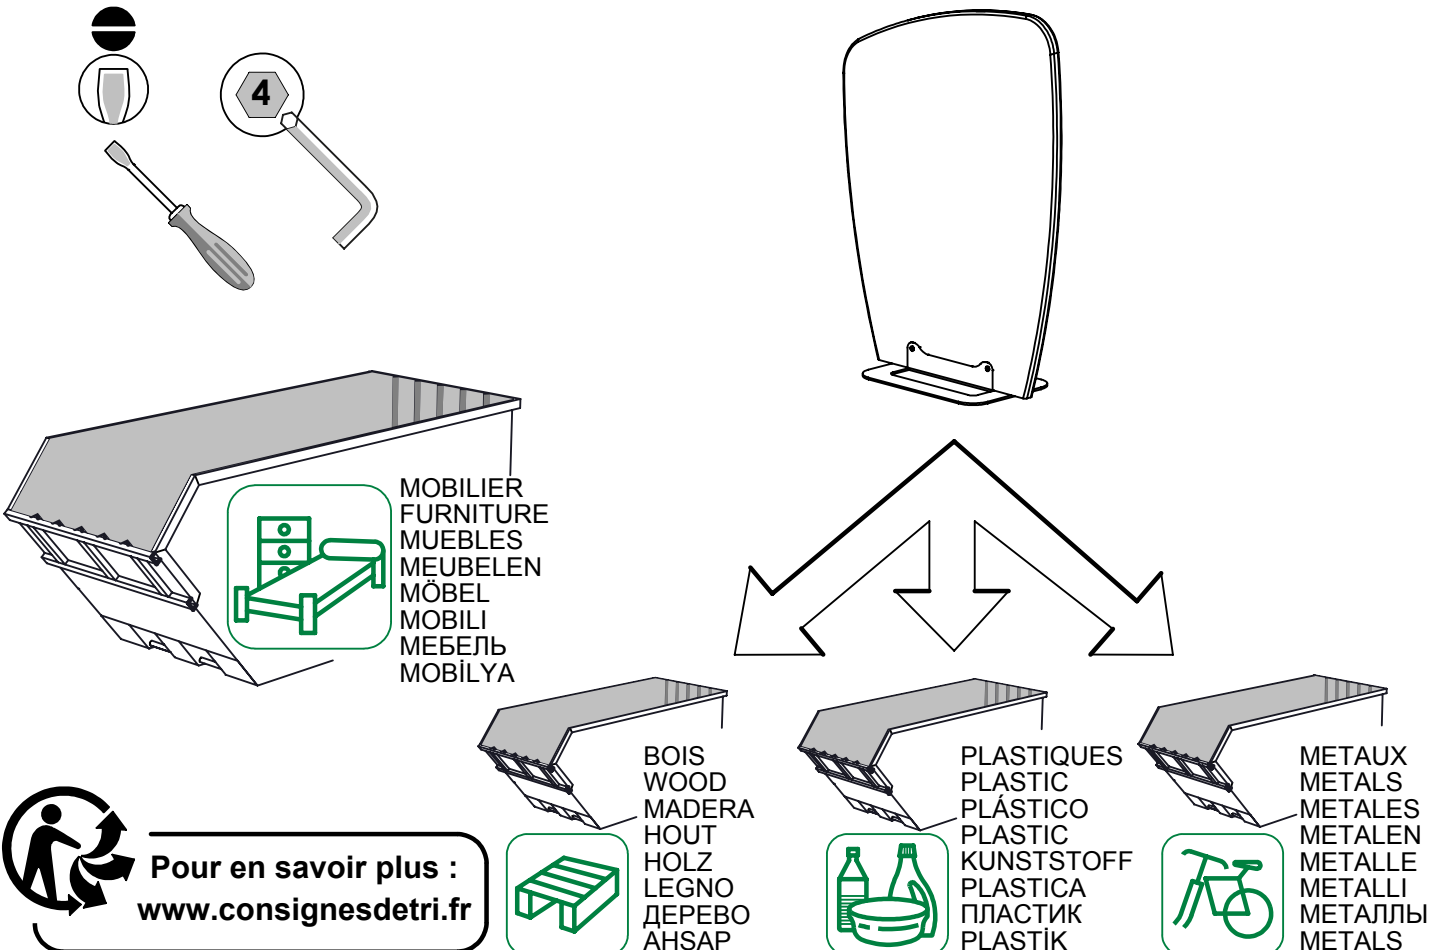 4
MOBILIER
FURNITURE
MUEBLES
MEUBELEN
MÖBEL
MOBILI
МЕБЕЛЬ
MOBİLYA
BOIS
WOOD
MADERA
HOUT
HOLZ
LEGNO
ДЕРЕВО
AHSAP
PLASTIQUES
PLASTIC
PLÁSTICO
PLASTIC
KUNSTSTOFF
PLASTICA
ПЛАСТИК
PLASTİK
METAUX
METALS
METALES
METALEN
METALLE
METALLI
МЕТАЛЛЫ
METALS
Pour en savoir plus :
www.consignesdetri.fr